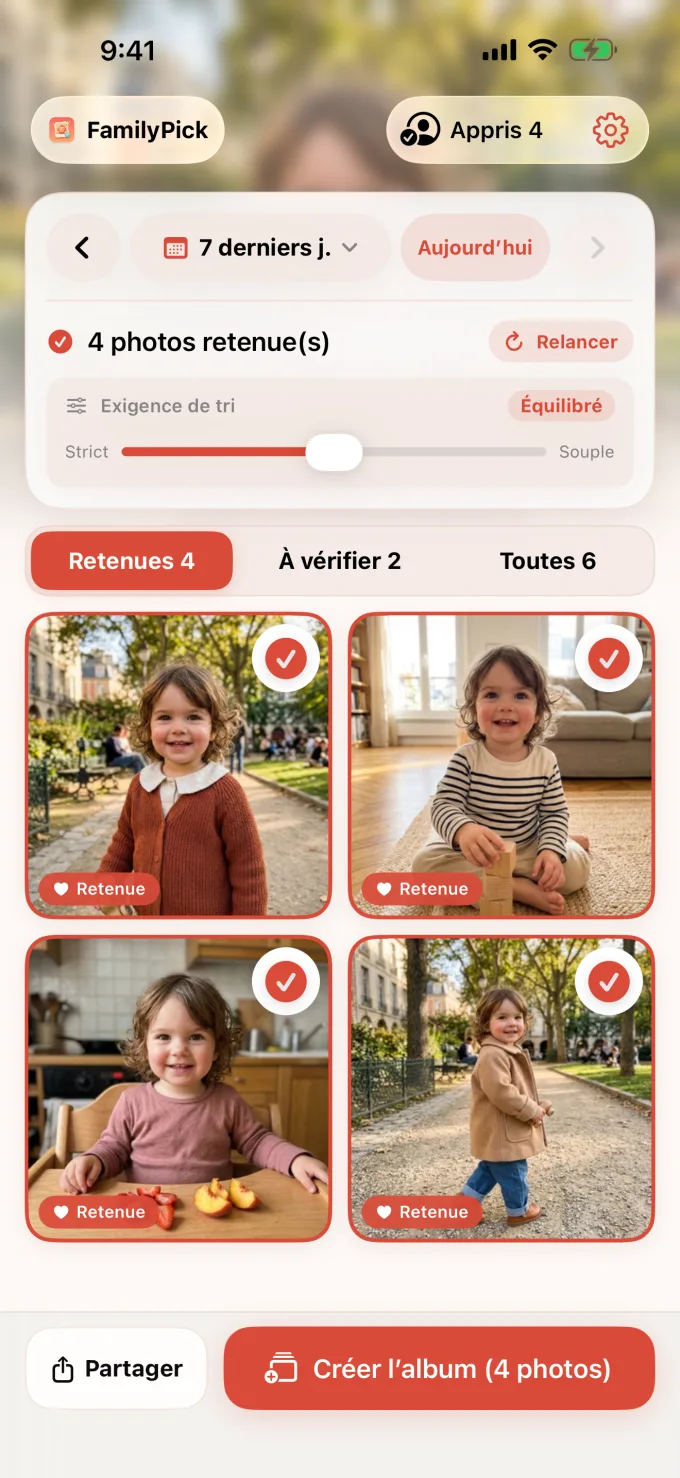 9:41
FamilyPick
Appris 4
7 derniers j.
Aujourd’hui
4 photos retenue(s)
Relancer
Exigence de tri
Équilibré
Strict
Souple
Retenues 4
À vérifier 2
Toutes 6
Retenue
Retenue
Retenue
Retenue
Partager
Créer l’album (4 photos)